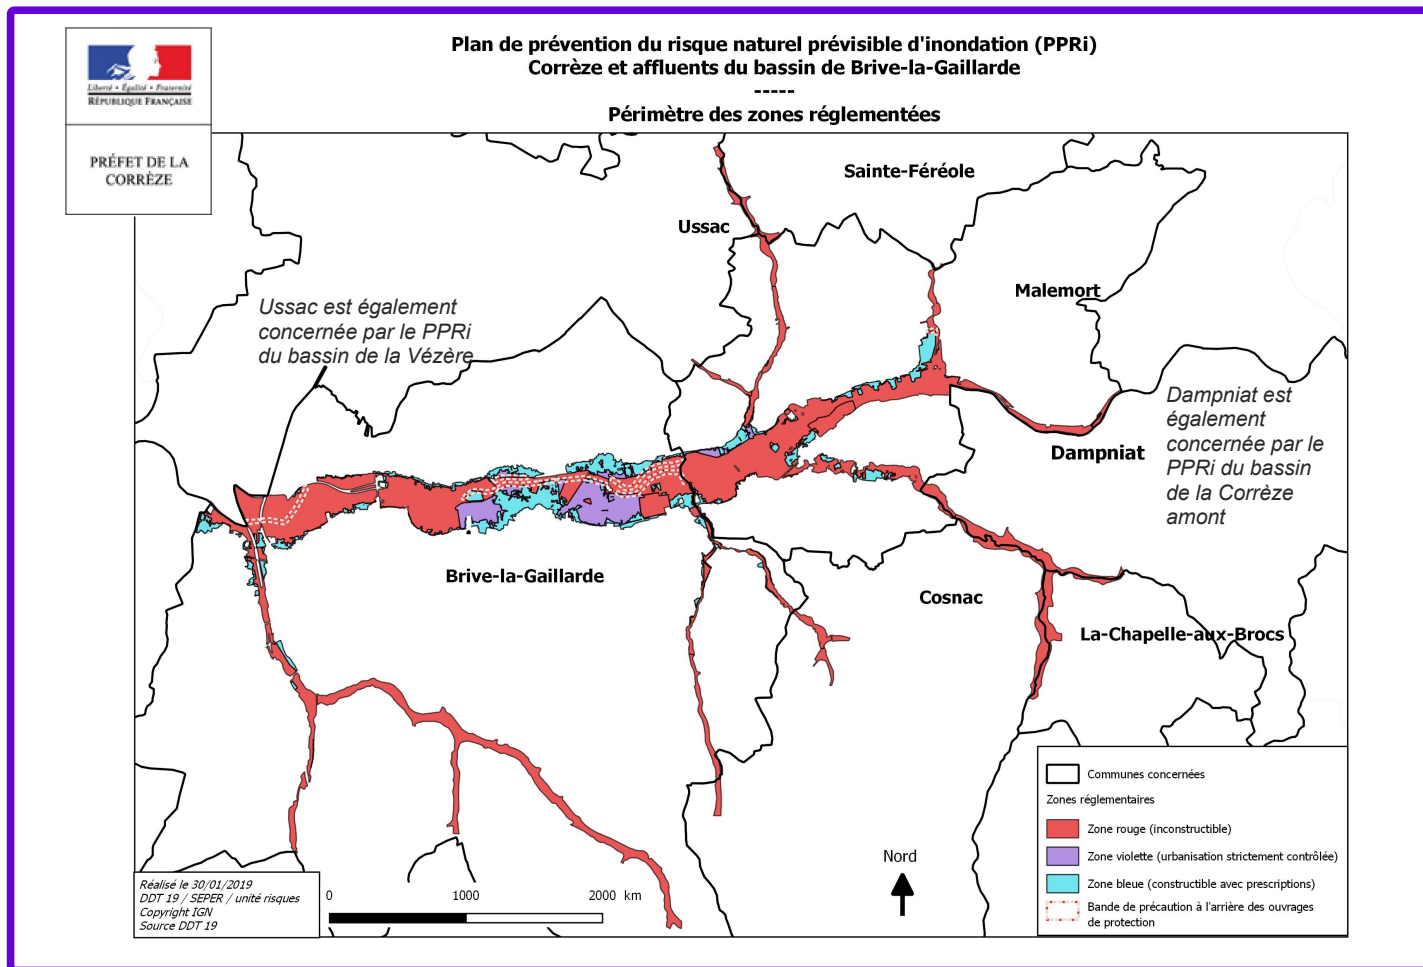 Plan de prévention du risque naturel prévisible d'inondation (PPRi)
Corrèze et affluents du bassin de Brive-la-Gaillarde
-----
Périmètre des zones réglementées
Liberté • Égalité • Fraternité
RÉPUBLIQUE FRANÇAISE
PRÉFET DE LA
CORRÈZE
Sainte-Féréole
Ussac
Malemort
Ussac est également
concernée par le PPRi
du bassin de la Vézère
Dampniat est
également
concernée par le
PPRi du bassin
de la Corrèze
amont
Dampniat
Brive-la-Gaillarde
Cosnac
La-Chapelle-aux-Brocs
Communes concernées
Zones réglementaires
Zone rouge (inconstructible)
Zone violette (urbanisation strictement contrôlée)
Zone bleue (constructible avec prescriptions)
Bande de précaution à l'arrière des ouvrages
de protection
Nord
Réalisé le 30/01/2019
DDT 19 / SEPER / unité risques
Copyright IGN
Source DDT 19
0 1000 2000 km